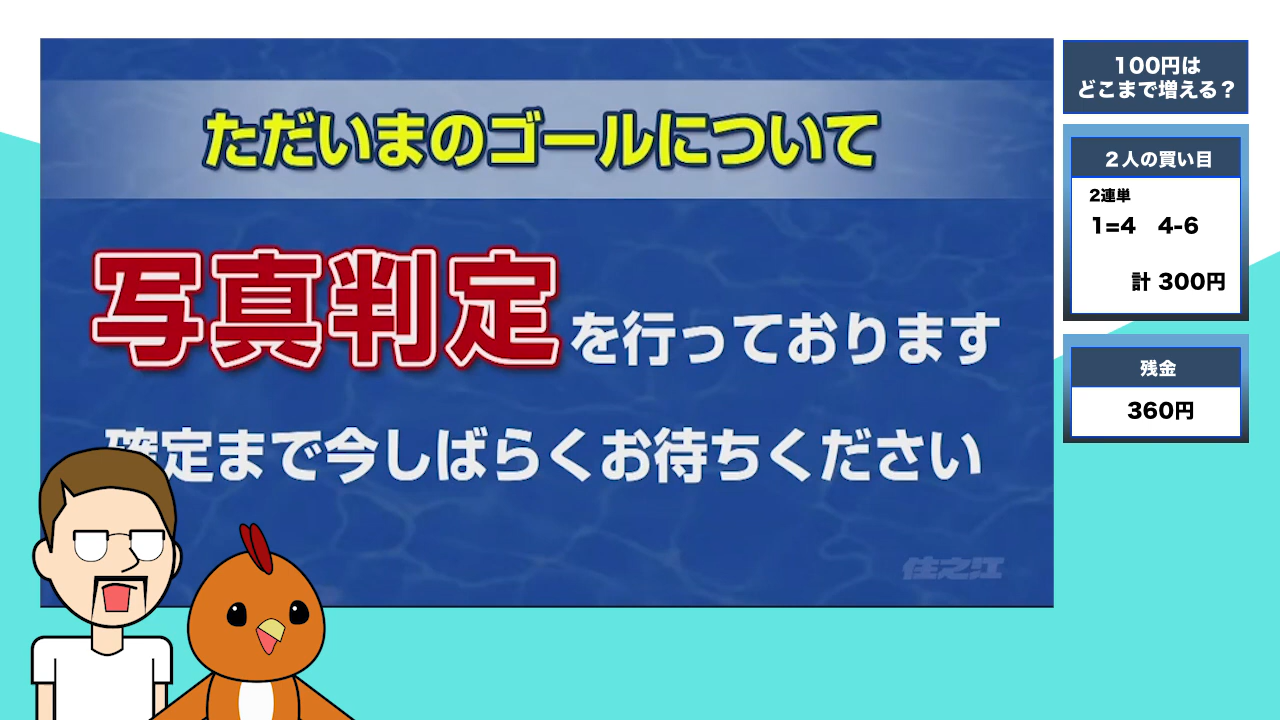 ただいまのゴールについて
写真判定を行っております
確定まで今しばらくお待ちください
住之江
100円は
どこまで増える？
２人の買い目
2連単
1=4 4-6
計 300円
残金
360円